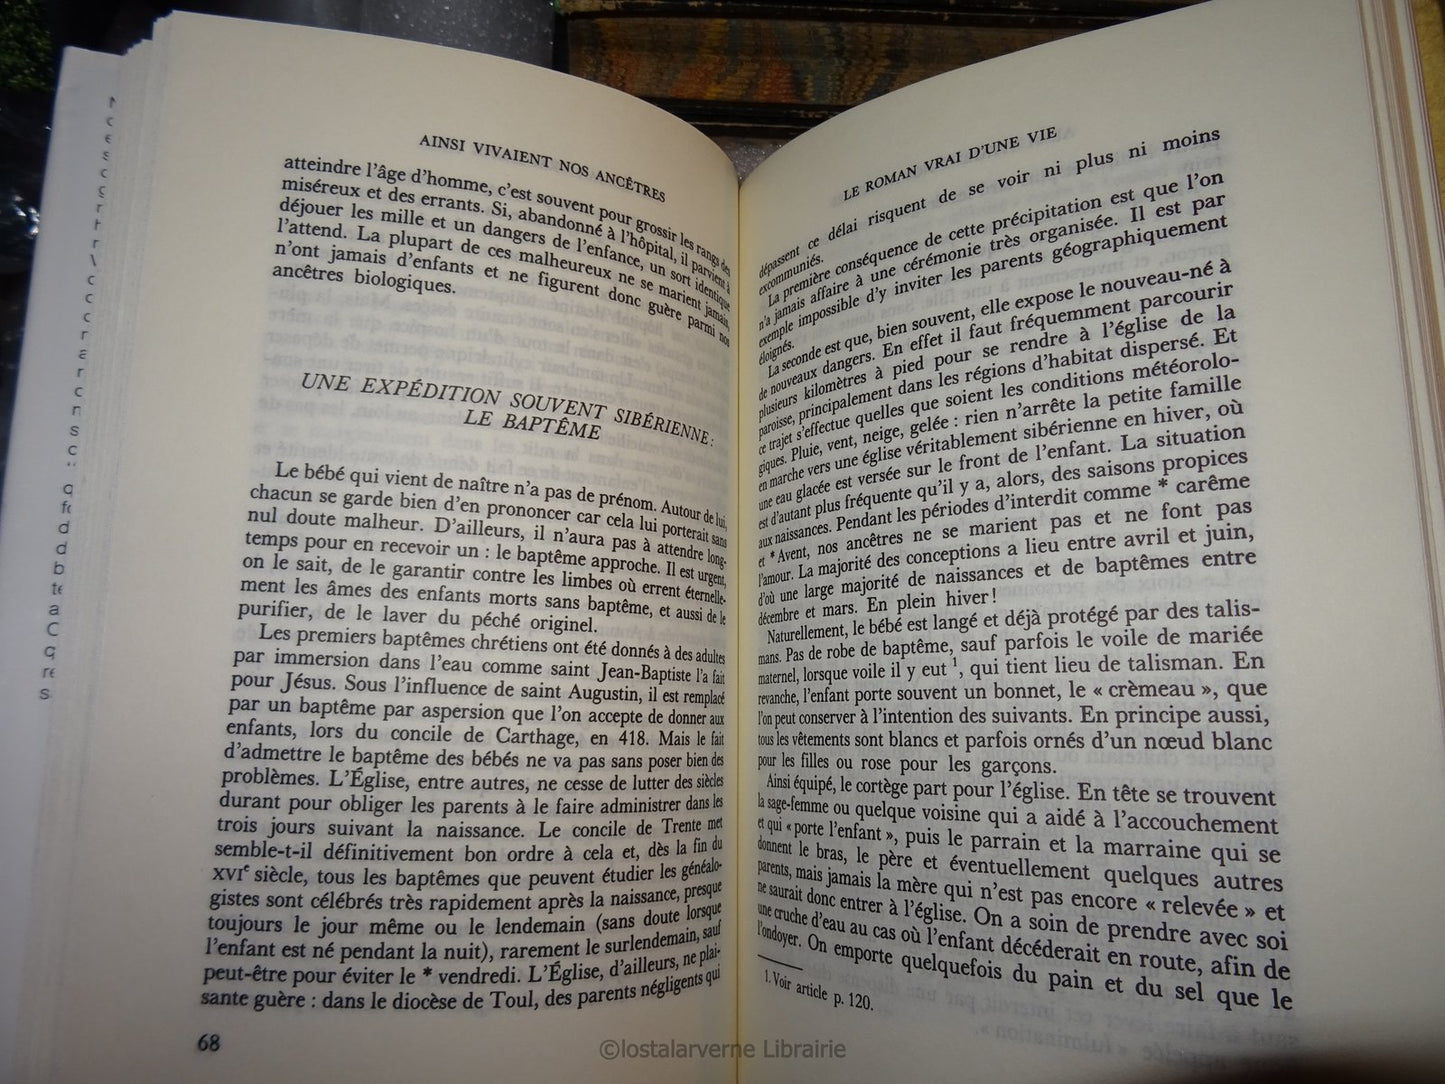 AINSI VIVAIENT NOS ANCÊTRES
atteindre l'âge d'homme, c'est souvent pour grossir les rangs des
miséreux et des errants. Si, abandonné à l'hôpital, il parvient à
déjouer les mille et un dangers de l'enfance, un sort identique
l'attend. La plupart de ces malheureux ne se marient jamais,
n'ont jamais d'enfants et ne figurent donc guère parmi nos
ancêtres biologiques.
UNE EXPÉDITION SOUVENT SIBÉRIENNE :
LE BAPTÊME
Le bébé qui vient de naître n'a pas de prénom. Autour de lui,
chacun se garde bien d'en prononcer car cela lui porterait sans
nul doute malheur. D'ailleurs, il n'aura pas à attendre long-
temps pour en recevoir un : le baptême approche. Il est urgent,
on le sait, de le garantir contre les limbes où errent éternelle-
ment les âmes des enfants morts sans baptême, et aussi de le
purifier, de le laver du péché originel.
Les premiers baptêmes chrétiens ont été donnés à des adultes
par immersion dans l'eau comme saint Jean-Baptiste l'a fait
pour Jésus. Sous l'influence de saint Augustin, il est remplacé
par un baptême par aspersion que l'on accepte de donner aux
enfants, lors du concile de Carthage, en 418. Mais le fait
d'admettre le baptême des bébés ne va pas sans poser bien des
problèmes. L'Église, entre autres, ne cesse de lutter des siècles
durant pour obliger les parents à le faire administrer dans les
trois jours suivant la naissance. Le concile de Trente met
semble-t-il définitivement bon ordre à cela et, dès la fin du
XVIe siècle, tous les baptêmes que peuvent étudier les généalo-
gistes sont célébrés très rapidement après la naissance, presque
toujours le jour même ou le lendemain (sans doute lorsque
l'enfant est né pendant la nuit), rarement le surlendemain, sauf
peut-être pour éviter le * vendredi. L'Église, d'ailleurs, ne plai-
sante guère : dans le diocèse de Toul, des parents négligents qui
68
LE ROMAN VRAI D'UNE VIE
dépassent ce délai risquent de se voir ni plus ni moins
excommuniés.
La première conséquence de cette précipitation est que l'on
n'a jamais affaire à une cérémonie très organisée. Il est par
exemple impossible d'y inviter les parents géographiquement
éloignés.
La seconde est que, bien souvent, elle expose le nouveau-né à
de nouveaux dangers. En effet il faut fréquemment parcourir
plusieurs kilomètres à pied pour se rendre à l'église de la
paroisse, principalement dans les régions d'habitat dispersé. Et
ce trajet s'effectue quelles que soient les conditions météorolo-
giques. Pluie, vent, neige, gelée : rien n'arrête la petite famille
en marche vers une église véritablement sibérienne en hiver, où
une eau glacée est versée sur le front de l'enfant. La situation
est d'autant plus fréquente qu'il y a, alors, des saisons propices
aux naissances. Pendant les périodes d'interdit comme * carême
et * Avent, nos ancêtres ne se marient pas et ne font pas
l'amour. La majorité des conceptions a lieu entre avril et juin,
d'où une large majorité de naissances et de baptêmes entre
décembre et mars. En plein hiver !
Naturellement, le bébé est langé et déjà protégé par des talis-
mans. Pas de robe de baptême, sauf parfois le voile de mariée
maternel, lorsque voile il y eut 1, qui tient lieu de talisman. En
revanche, l'enfant porte souvent un bonnet, le « crèmeau », que
l'on peut conserver à l'intention des suivants. En principe aussi,
tous les vêtements sont blancs et parfois ornés d'un nœud blanc
pour les filles ou rose pour les garçons.
Ainsi équipé, le cortège part pour l'église. En tête se trouvent
la sage-femme ou quelque voisine qui a aidé à l'accouchement
et qui « porte l'enfant », puis le parrain et la marraine qui se
donnent le bras, le père et éventuellement quelques autres
parents, mais jamais la mère qui n'est pas encore « relevée » et
ne saurait donc entrer à l'église. On a soin de prendre avec soi
une cruche d'eau au cas où l'enfant décéderait en route, afin de
l'ondoyer. On emporte quelquefois du pain et du sel que le
1. Voir article p. 120.
©lostalarverne Librairie